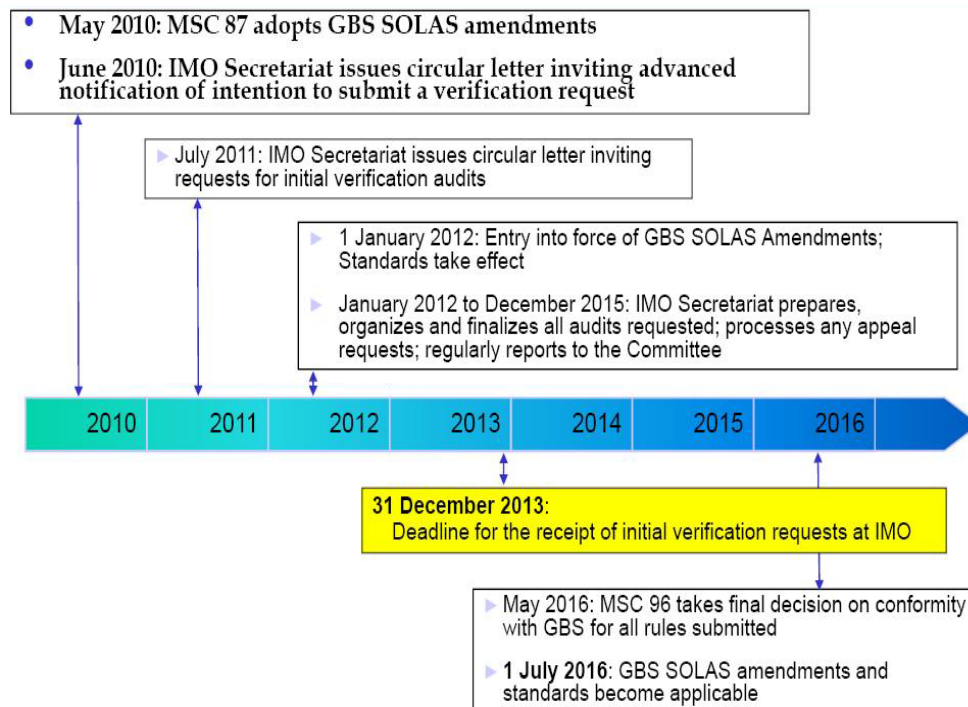 • May 2010: MSC 87 adopts GBS SOLAS amendments
• June 2010: IMO Secretariat issues circular letter inviting advanced
notification of intention to submit a verification request
July 2011: IMO Secretariat issues circular letter inviting
requests for initial verification audits
1 January 2012: Entry into force of GBS SOLAS Amendments;
Standards take effect
January 2012 to December 2015: IMO Secretariat prepares,
organizes and finalizes all audits requested; processes any appeal
requests; regularly reports to the Committee
2010 2011 2012 2013 2014 2015 2016
31 December 2013:
Deadline for the receipt of initial verification requests at IMO
May 2016: MSC 96 takes final decision on conformity
with GBS for all rules submitted
1 July 2016: GBS SOLAS amendments and
standards become applicable